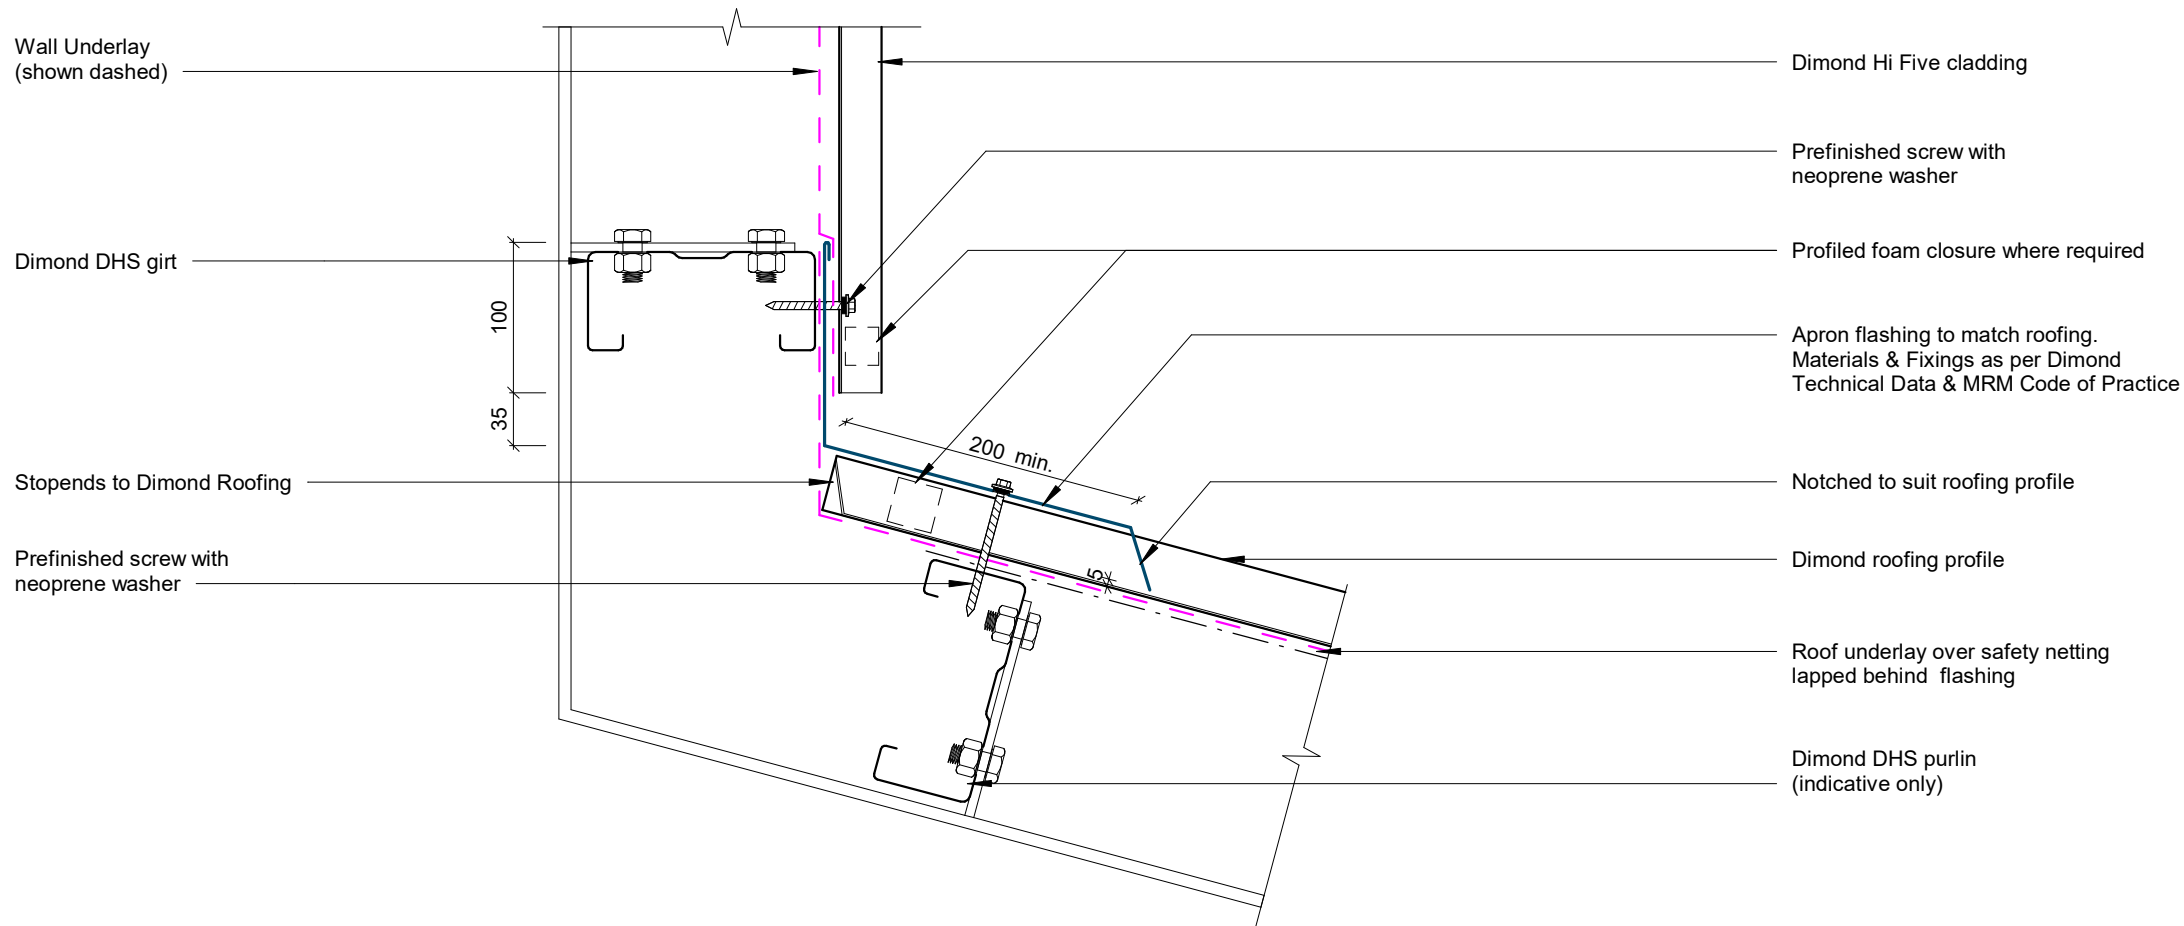 Wall Underlay
(shown dashed)
Dimond DHS girt
Stopends to Dimond Roofing
Prefinished screw with
neoprene washer
100
35
200 min.
5
Dimond Hi Five cladding
Prefinished screw with
neoprene washer
Profiled foam closure where required
Apron flashing to match roofing.
Materials & Fixings as per Dimond
Technical Data & MRM Code of Practice
Notched to suit roofing profile
Dimond roofing profile
Roof underlay over safety netting
lapped behind flashing
Dimond DHS purlin
(indicative only)